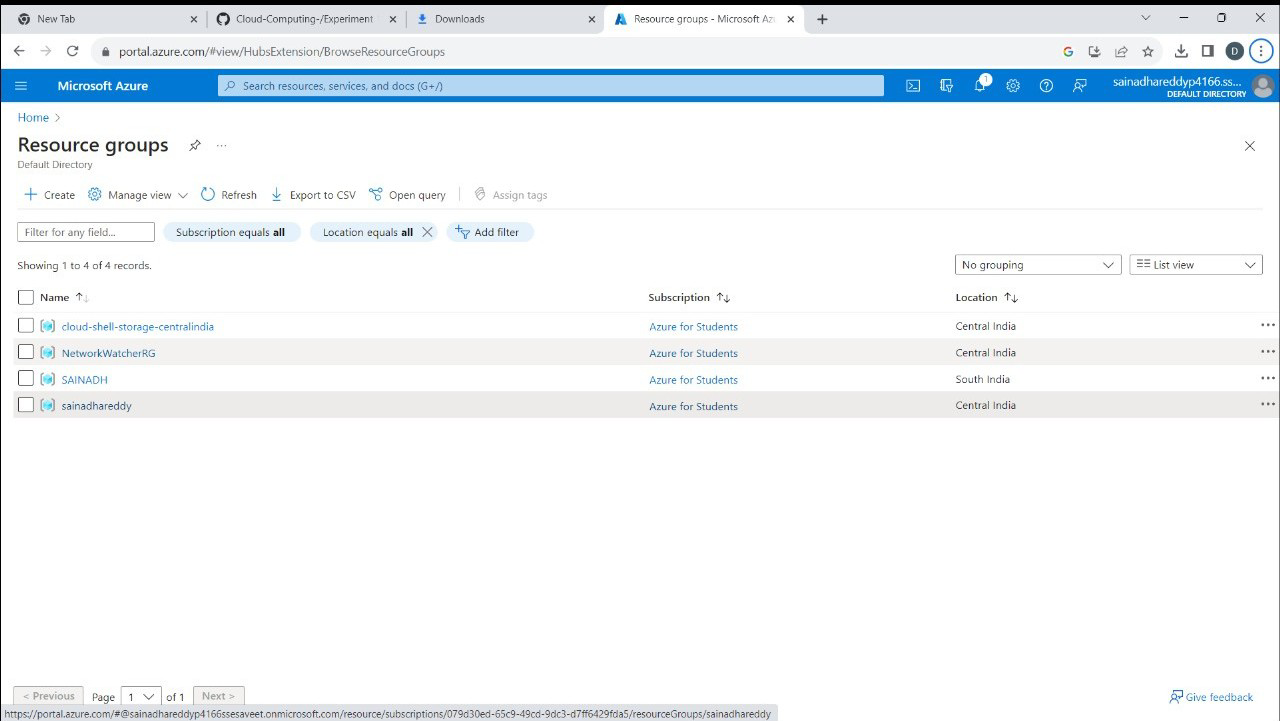 New Tab
Cloud-Computing-/Experiment
Downloads
Resource groups - Microsoft Az
portal.azure.com/#view/HubsExtension/BrowseResourceGroups
G
D
Microsoft Azure
Search resources, services, and docs (G+/)
1
sainadhareddyp4166.ss...
DEFAULT DIRECTORY
Home >
Resource groups
Default Directory
Create
Manage view
Refresh
Export to CSV
Open query
Assign tags
Filter for any field...
Subscription equals all
Location equals all
Add filter
Showing 1 to 4 of 4 records.
No grouping
List view
Name Subscription Location
cloud-shell-storage-centralindia Azure for Students Central India
NetworkWatcherRG Azure for Students Central India
SAINADH Azure for Students South India
sainadhareddy Azure for Students Central India
< Previous Page 1 of 1 Next >
Give feedback
https://portal.azure.com/#@sainadhareddyp4166ssesaveet.onmicrosoft.com/resource/subscriptions/079d30ed-65c9-49cd-9dc3-d7ff6429fda5/resourceGroups/sainadhareddy